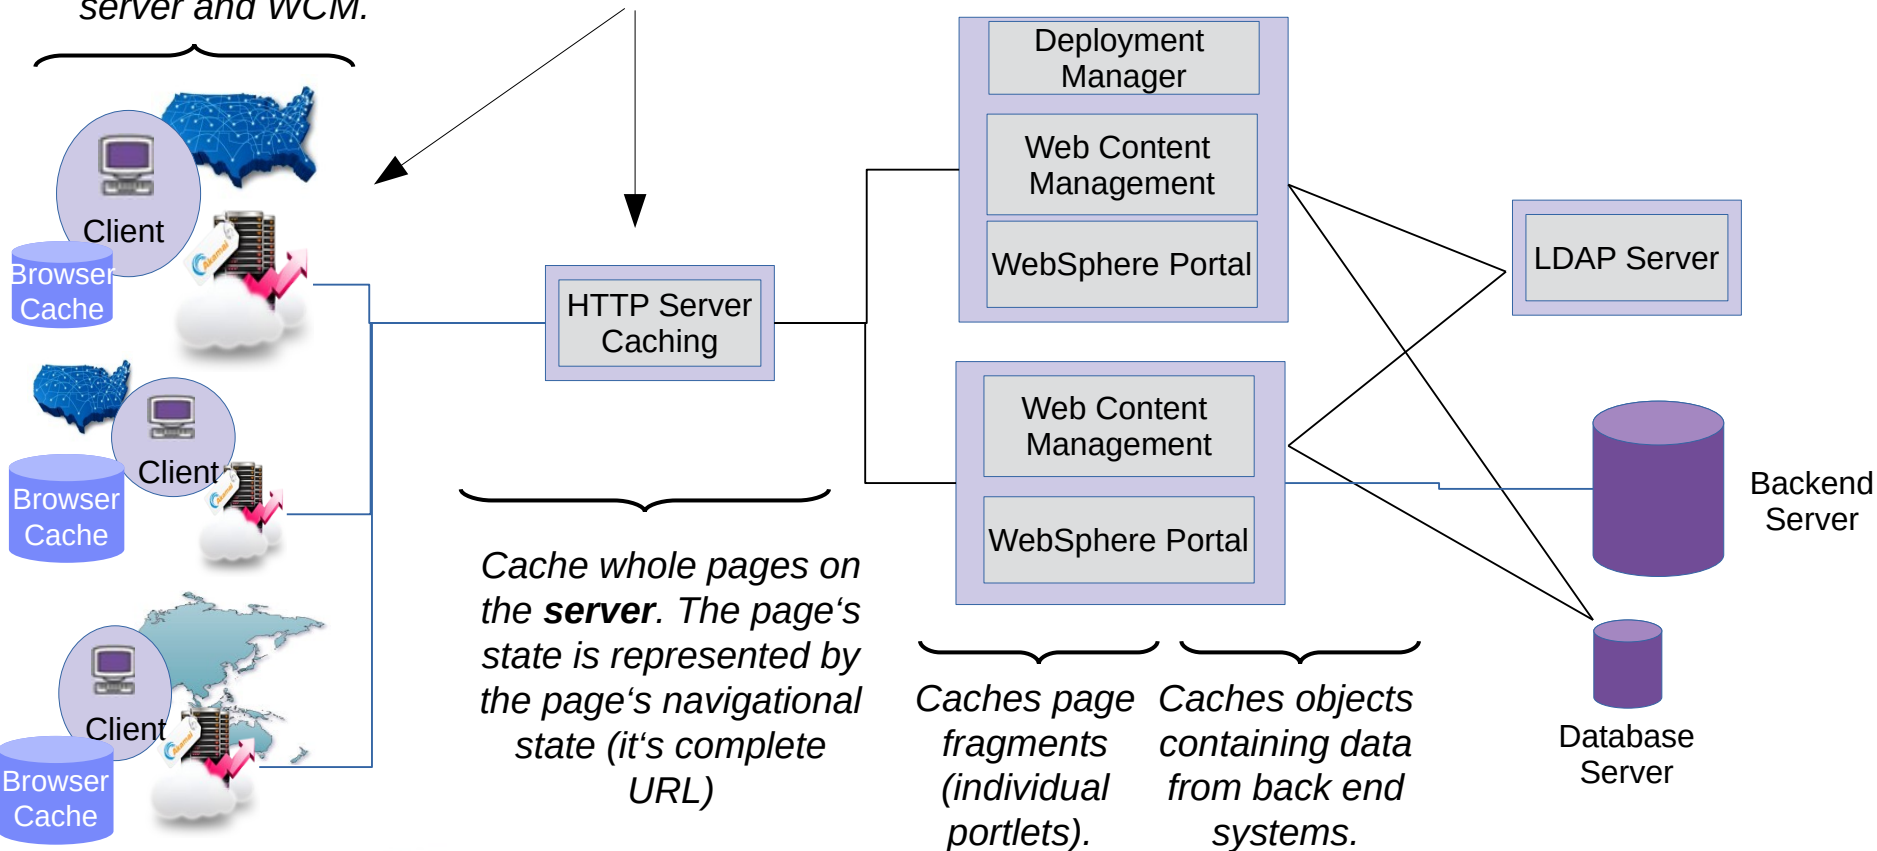 server and WCM.
Client
Browser
Cache
Akamai
Client
Browser
Cache
Akamai
Client
Browser
Cache
Akamai
HTTP Server
Caching
Cache whole pages on
the server. The page‘s
state is represented by
the page‘s navigational
state (it's complete
URL)
Deployment
Manager
Web Content
Management
WebSphere Portal
Web Content
Management
WebSphere Portal
Caches page
fragments
(individual
portlets).
Caches objects
containing data
from back end
systems.
LDAP Server
Backend
Server
Database
Server